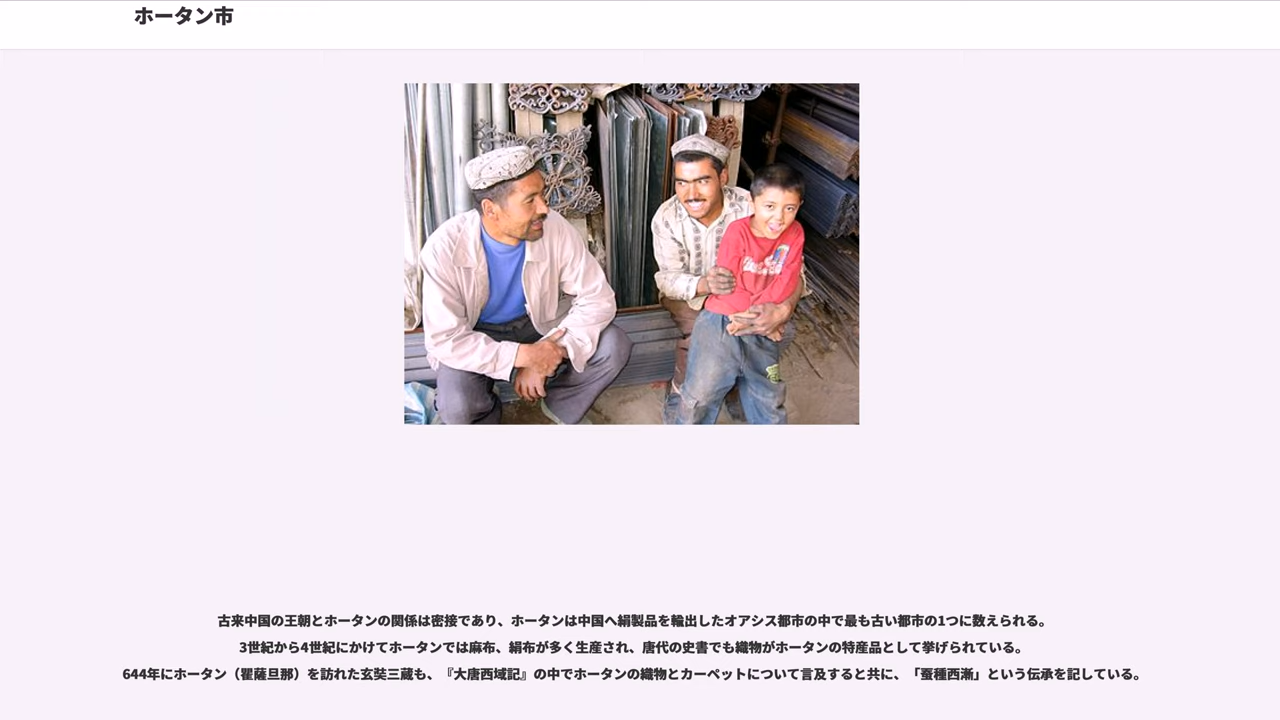 ホータン市
古来中国の王朝とホータンの関係は密接であり、ホータンは中国へ絹製品を輸出したオアシス都市の中で最も古い都市の1つに数えられる。
3世紀から4世紀にかけてホータンでは麻布、絹布が多く生産され、唐代の史書でも織物がホータンの特産品として挙げられている。
644年にホータン（瞿薩旦那）を訪れた玄奘三蔵も、『大唐西域記』の中でホータンの織物とカーペットについて言及すると共に、「蚕種西漸」という伝承を記している。